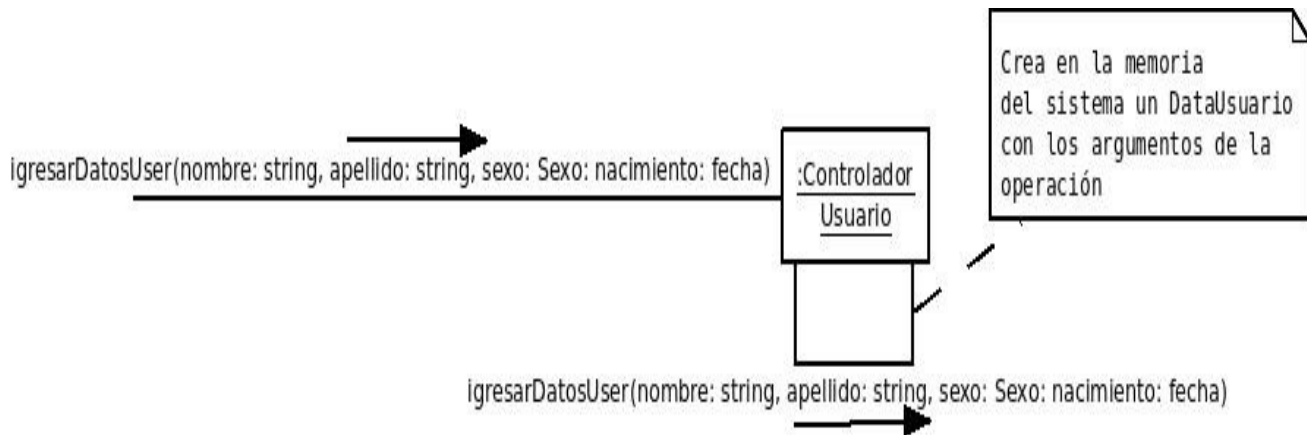 Crea en la memoria
del sistema un DataUsuario
con los argumentos de la
operación
igresarDatosUser(nombre: string, apellido: string, sexo: Sexo: nacimiento: fecha)
:Controlador
Usuario
igresarDatosUser(nombre: string, apellido: string, sexo: Sexo: nacimiento: fecha)